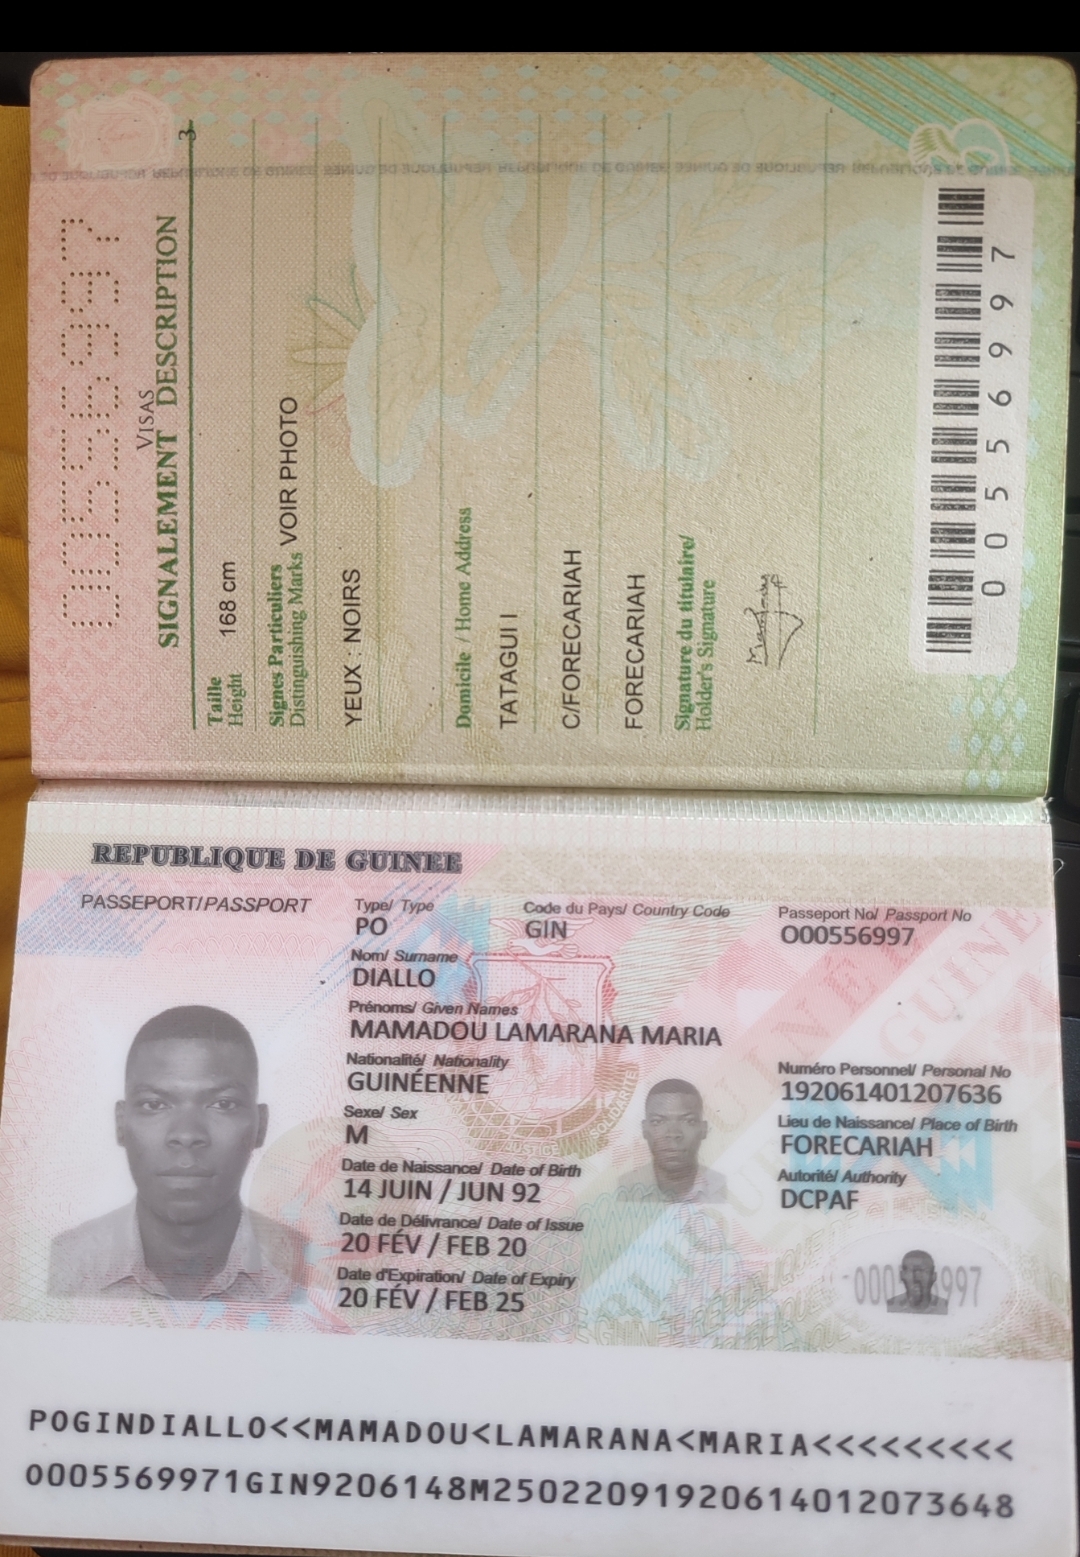 0056997
VISAS
SIGNALEMENT DESCRIPTION
3
Taille
Height 168 cm
Signes Particuliers
Distinguishing Marks VOIR PHOTO
YEUX : NOIRS
Domicile / Home Address
TATAGUI I
C/FORECARIAH
FORECARIAH
Signature du titulaire/
Holder's Signature
0 0 5 5 6 9 9 7
REPUBLIQUE DE GUINEE
PASSEPORT/PASSPORT
Type/ Type
PO
Code du Pays/ Country Code
GIN
Passeport No/ Passport No
O00556997
Nom/ Surname
DIALLO
Prénoms/ Given Names
MAMADOU LAMARANA MARIA
Nationalité/ Nationality
GUINÉENNE
Numéro Personnel/ Personal No
192061401207636
Sexe/ Sex
M
Lieu de Naissance/ Place of Birth
FORECARIAH
Date de Naissance/ Date of Birth
14 JUIN / JUN 92
Autorité/ Authority
DCPAF
Date de Délivrance/ Date of Issue
20 FÉV / FEB 20
Date d'Expiration/ Date of Expiry
20 FÉV / FEB 25
POGINDIALLO<<MAMADOU<LAMARANA<MARIA<<<<<<<<<
O005569971GIN9206148M2502209192061401207364​8